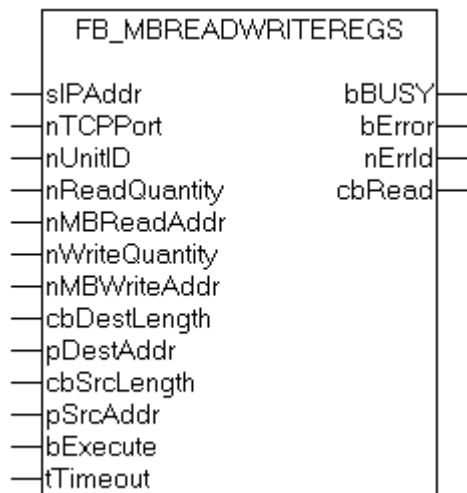 FB_MBREADWRITEREGS
sIPAddr bBUSY
nTCPPort bError
nUnitID nErrId
nReadQuantity cbRead
nMBReadAddr
nWriteQuantity
nMBWriteAddr
cbDestLength
pDestAddr
cbSrcLength
pSrcAddr
bExecute
tTimeout